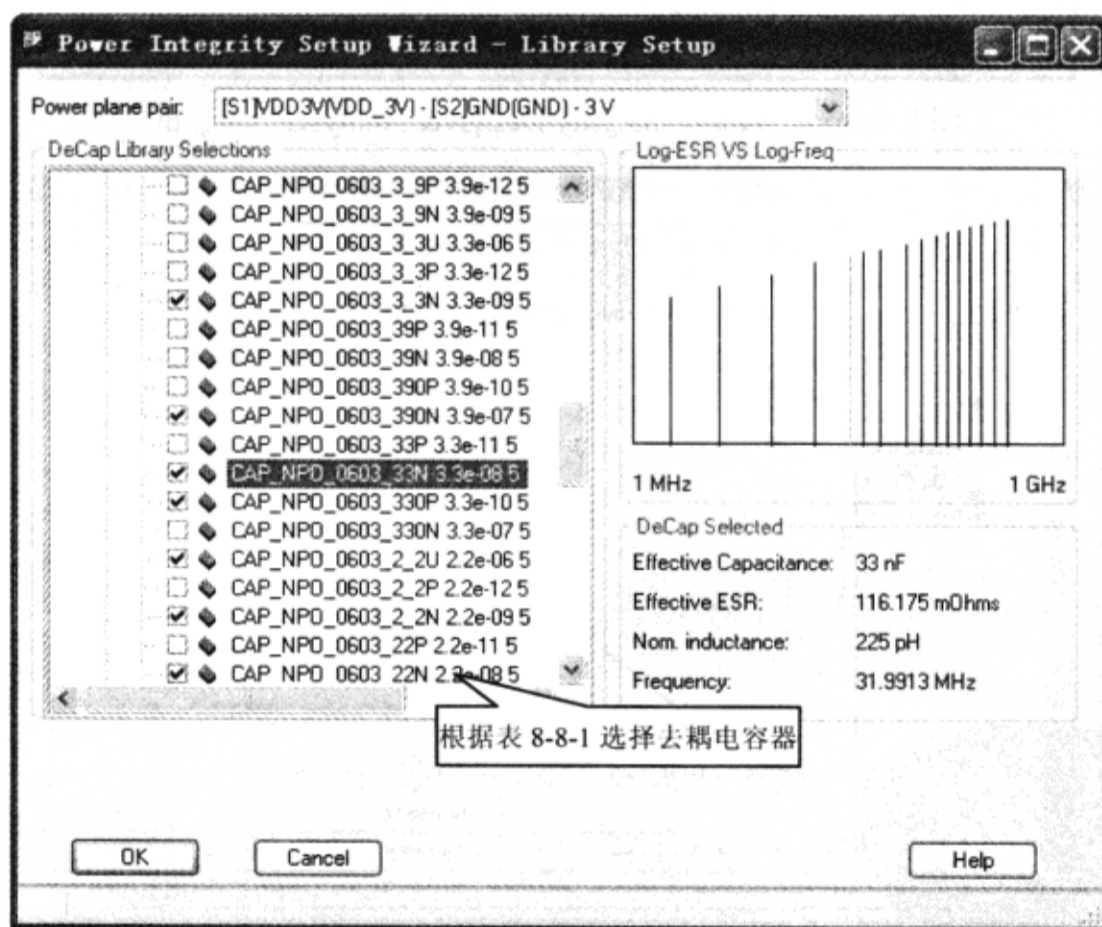 Power Integrity Setup Wizard - Library Setup
Power plane pair: [S1]VDD3V(VDD_3V) - [S2]GND(GND) - 3 V
DeCap Library Selections
CAP_NPO_0603_3_9P 3.9e-12 5
CAP_NPO_0603_3_9N 3.9e-09 5
CAP_NPO_0603_3_3U 3.3e-06 5
CAP_NPO_0603_3_3P 3.3e-12 5
CAP_NPO_0603_3_3N 3.3e-09 5
CAP_NPO_0603_39P 3.9e-11 5
CAP_NPO_0603_39N 3.9e-08 5
CAP_NPO_0603_390P 3.9e-10 5
CAP_NPO_0603_390N 3.9e-07 5
CAP_NPO_0603_33P 3.3e-11 5
CAP_NPO_0603_33N 3.3e-08 5
CAP_NPO_0603_330P 3.3e-10 5
CAP_NPO_0603_330N 3.3e-07 5
CAP_NPO_0603_2_2U 2.2e-06 5
CAP_NPO_0603_2_2P 2.2e-12 5
CAP_NPO_0603_2_2N 2.2e-09 5
CAP_NPO_0603_22P 2.2e-11 5
CAP_NPO_0603_22N 2.2e-08 5
根据表 8-8-1 选择去耦电容器
Log-ESR VS Log-Freq
1 MHz 1 GHz
DeCap Selected
Effective Capacitance: 33 nF
Effective ESR: 116.175 mOhms
Nom. inductance: 225 pH
Frequency: 31.9913 MHz
OK Cancel Help